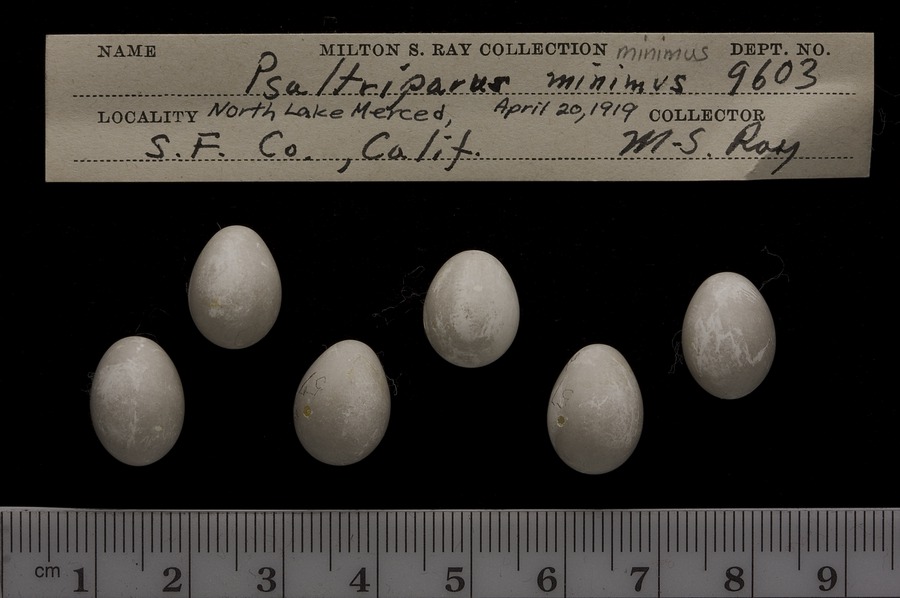 NAME MILTON S. RAY COLLECTION minimus DEPT. NO.
Psaltriparus minimus 9603
LOCALITY North Lake Merced, April 20, 1919 COLLECTOR
S.F. Co., Calif. M-S. Ray
cm 1 2 3 4 5 6 7 8 9